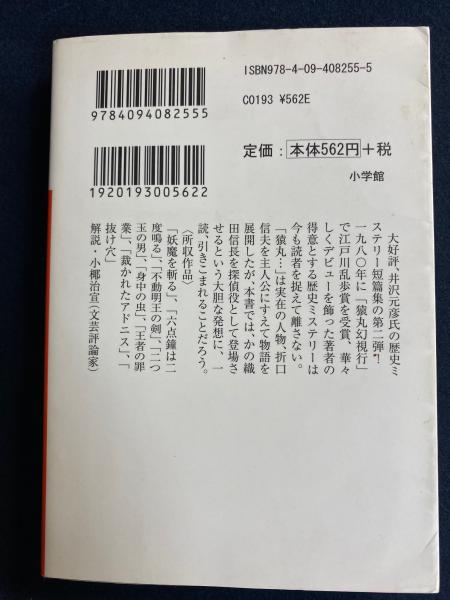 ISBN978-4-09-408255-5
C0193 ¥562E
定価：本体562円＋税
小学館
9784094082555
1920193005622
大好評、井沢元彦氏の歴史ミ
ステリー短篇集の第二弾！
一九八〇年に「猿丸幻視行」
で江戸川乱歩賞を受賞、華々
しくデビューを飾った著者の
得意とする歴史ミステリーは
今も読者を捉えて離さない。
「猿丸…」は実在の人物、折口
信夫を主人公にすえて物語を
展開したが、本書では、かの織
田信長を探偵役として登場さ
せるという大胆な発想に、一
読、引きこまれることだろう。
〈所収作品〉
「妖魔を斬る」、「六点鐘は二
度鳴る」、「不動明王の剣」、「二つ
玉の男」、「身中の虫」、「王者の罪
業」、「裁かれたアドニス」、「
抜け穴」
解説・小梛治宣（文芸評論家）